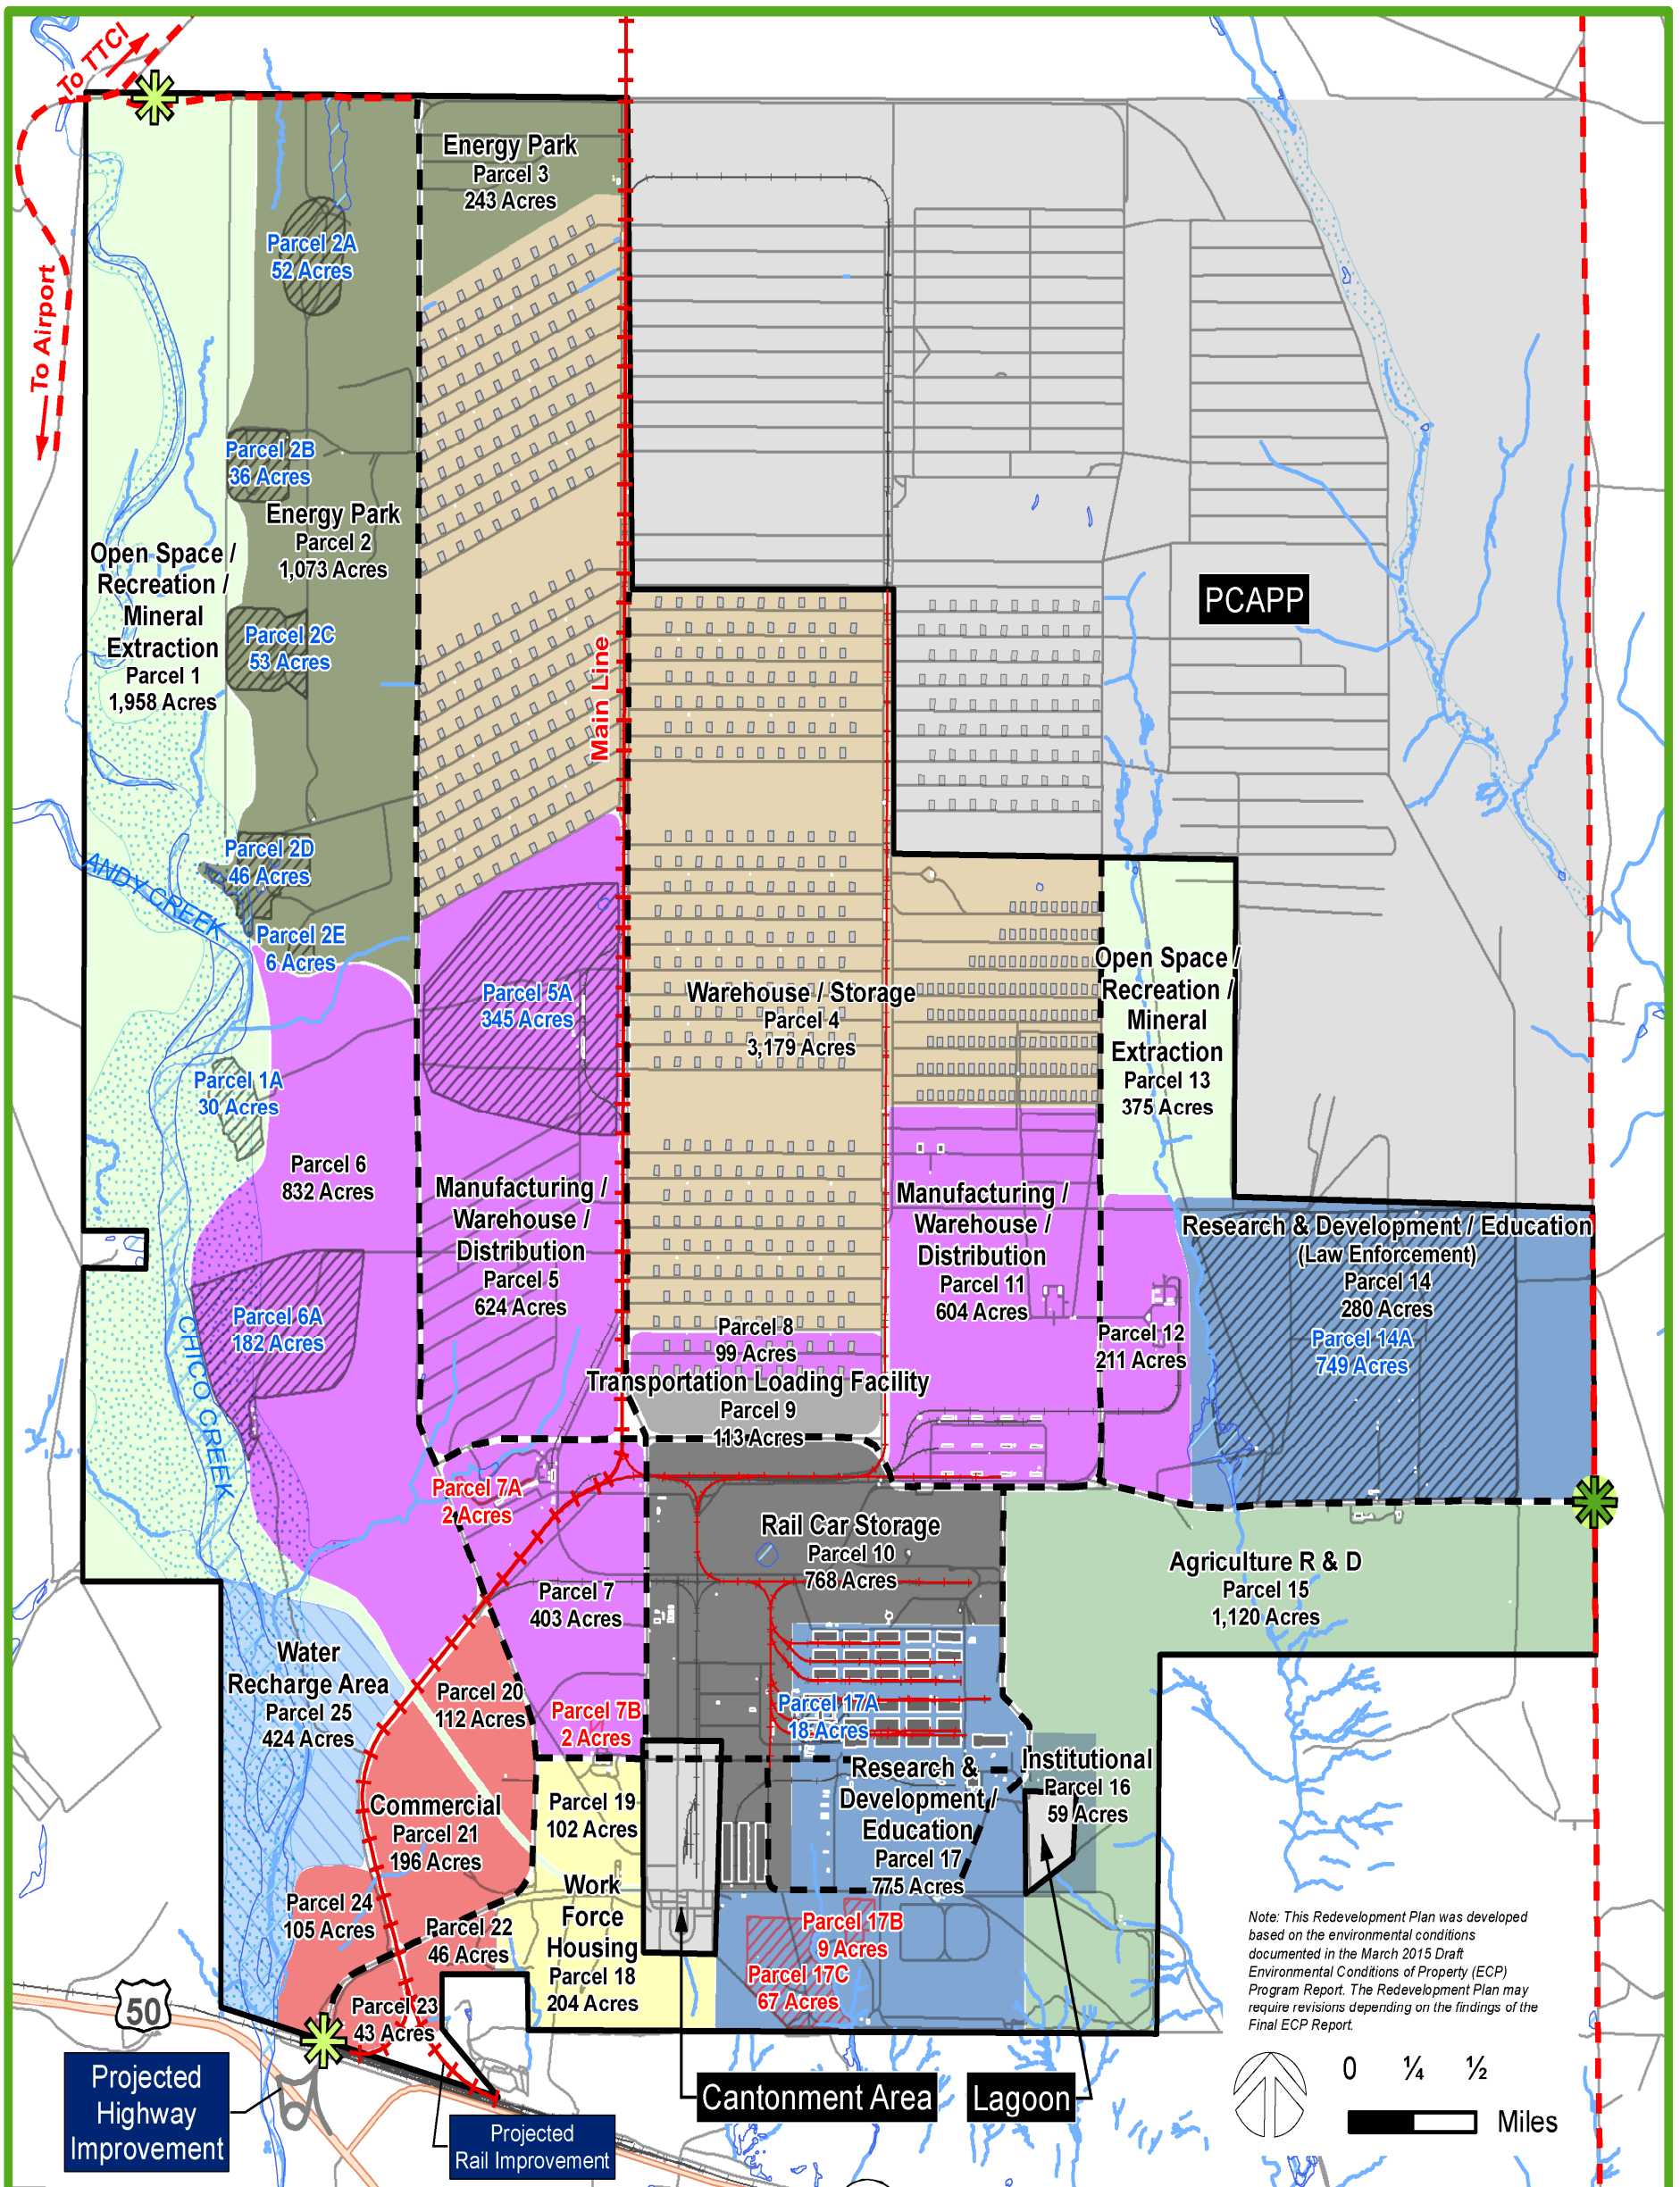 To TTCI
To Airport
Energy Park
Parcel 3
243 Acres
Parcel 2A
52 Acres
Parcel 2B
36 Acres
Energy Park
Parcel 2
1,073 Acres
Open Space /
Recreation /
Mineral
Extraction
Parcel 1
1,958 Acres
Parcel 2C
53 Acres
PCAPP
Main Line
Parcel 2D
46 Acres
ANDY CREEK
Parcel 2E
6 Acres
Parcel 5A
345 Acres
Warehouse / Storage
Parcel 4
3,179 Acres
Open Space /
Recreation /
Mineral
Extraction
Parcel 13
375 Acres
Parcel 1A
30 Acres
Parcel 6
832 Acres
Manufacturing /
Warehouse /
Distribution
Parcel 5
624 Acres
Manufacturing /
Warehouse /
Distribution
Parcel 11
604 Acres
Research & Development / Education
(Law Enforcement)
Parcel 14
280 Acres
Parcel 14A
749 Acres
Parcel 6A
182 Acres
CHICO CREEK
Parcel 8
99 Acres
Parcel 12
211 Acres
Transportation Loading Facility
Parcel 9
113 Acres
Parcel 7A
2 Acres
Rail Car Storage
Parcel 10
768 Acres
Agriculture R & D
Parcel 15
1,120 Acres
Parcel 7
403 Acres
Water
Recharge Area
Parcel 25
424 Acres
Parcel 20
112 Acres
Parcel 7B
2 Acres
Parcel 17A
18 Acres
Research &
Development /
Education
Parcel 17
775 Acres
Institutional
Parcel 16
59 Acres
Commercial
Parcel 21
196 Acres
Parcel 19
102 Acres
Parcel 24
105 Acres
Parcel 22
46 Acres
Work
Force
Housing
Parcel 18
204 Acres
Parcel 17B
9 Acres
Parcel 17C
67 Acres
Parcel 23
43 Acres
50
Note: This Redevelopment Plan was developed
based on the environmental conditions
documented in the March 2015 Draft
Environmental Conditions of Property (ECP)
Program Report. The Redevelopment Plan may
require revisions depending on the findings of the
Final ECP Report.
Projected
Highway
Improvement
Projected
Rail Improvement
Cantonment Area
Lagoon
0 ¼ ½
Miles